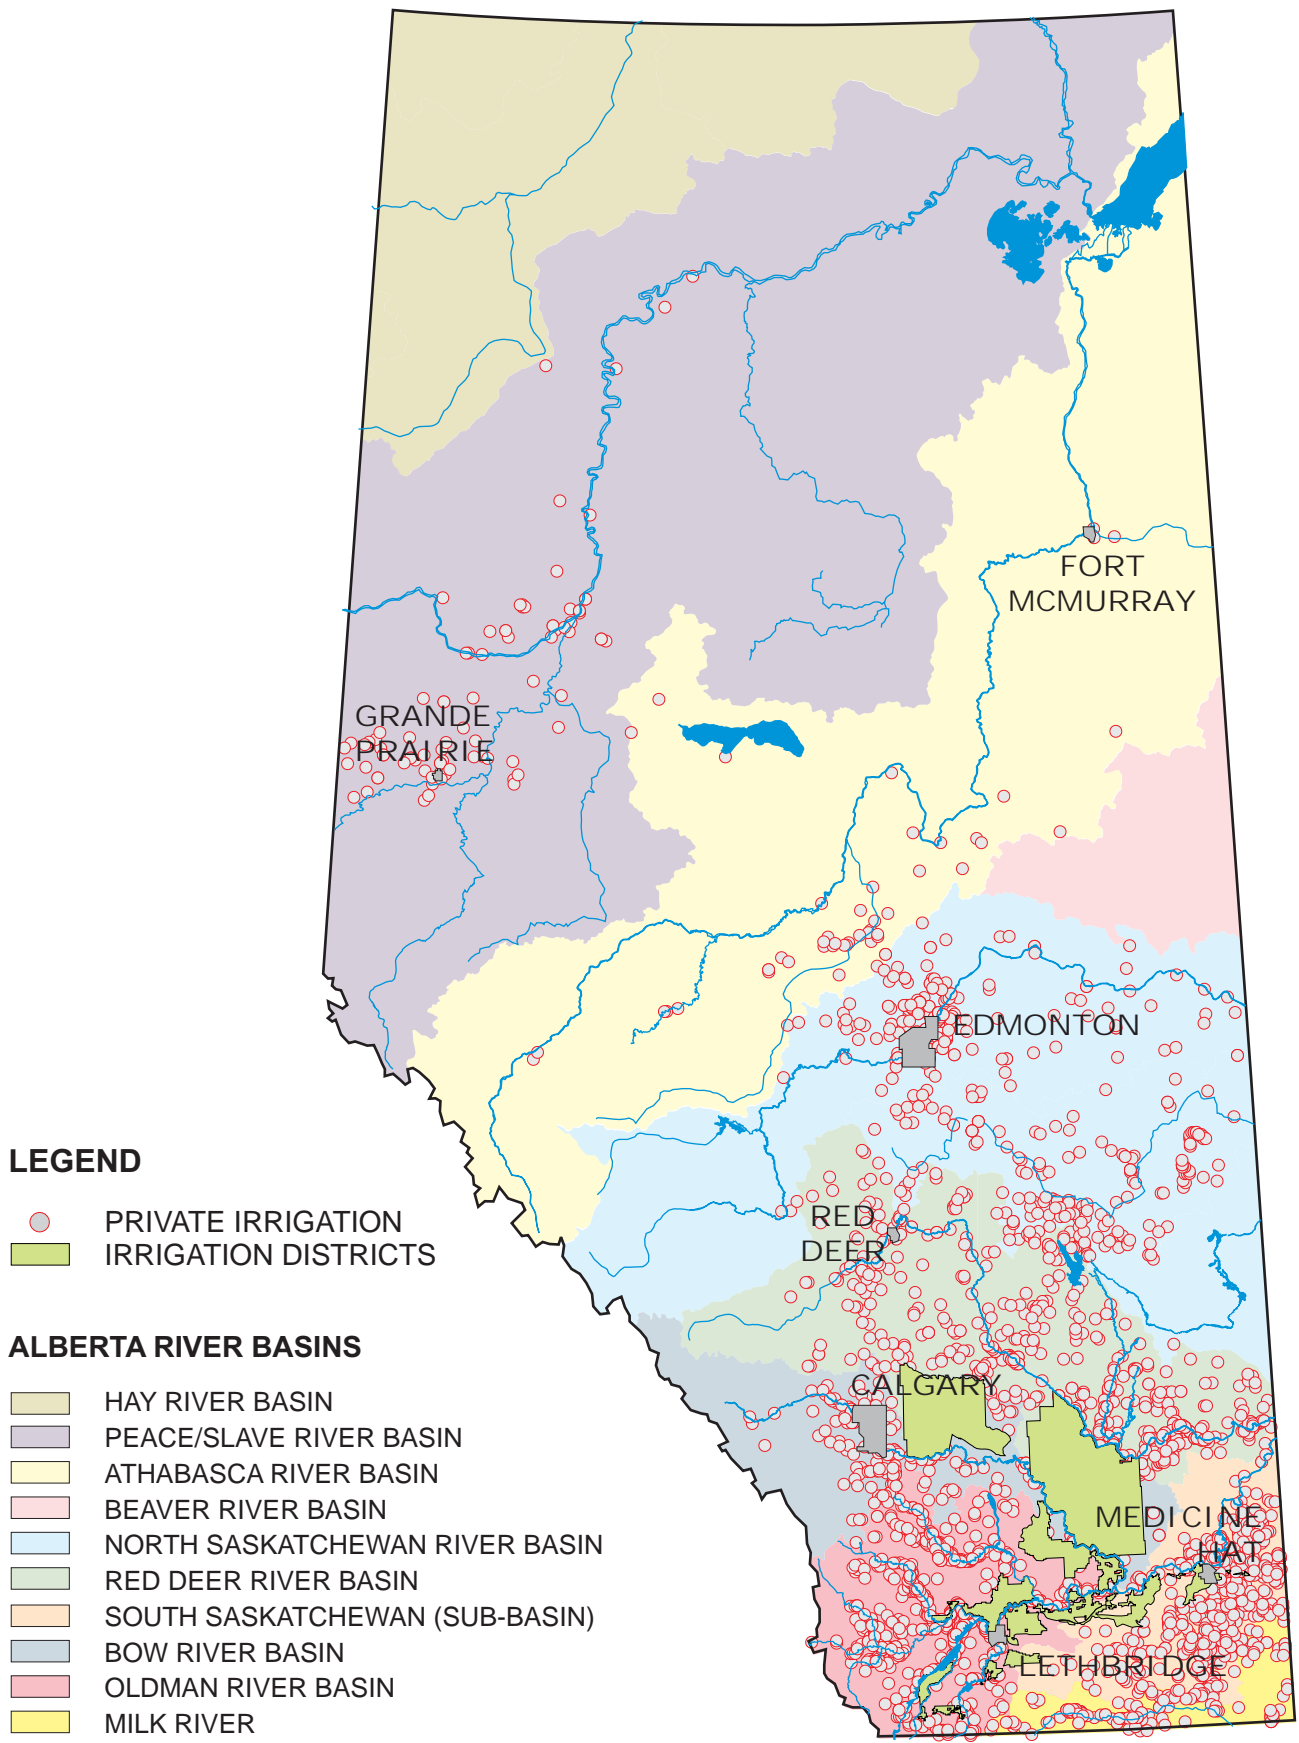 FORT
MCMURRAY
GRANDE
PRAIRIE
EDMONTON
RED
DEER
CALGARY
MEDICINE
HAT
LETHBRIDGE
LEGEND
PRIVATE IRRIGATION
IRRIGATION DISTRICTS
ALBERTA RIVER BASINS
HAY RIVER BASIN
PEACE/SLAVE RIVER BASIN
ATHABASCA RIVER BASIN
BEAVER RIVER BASIN
NORTH SASKATCHEWAN RIVER BASIN
RED DEER RIVER BASIN
SOUTH SASKATCHEWAN (SUB-BASIN)
BOW RIVER BASIN
OLDMAN RIVER BASIN
MILK RIVER